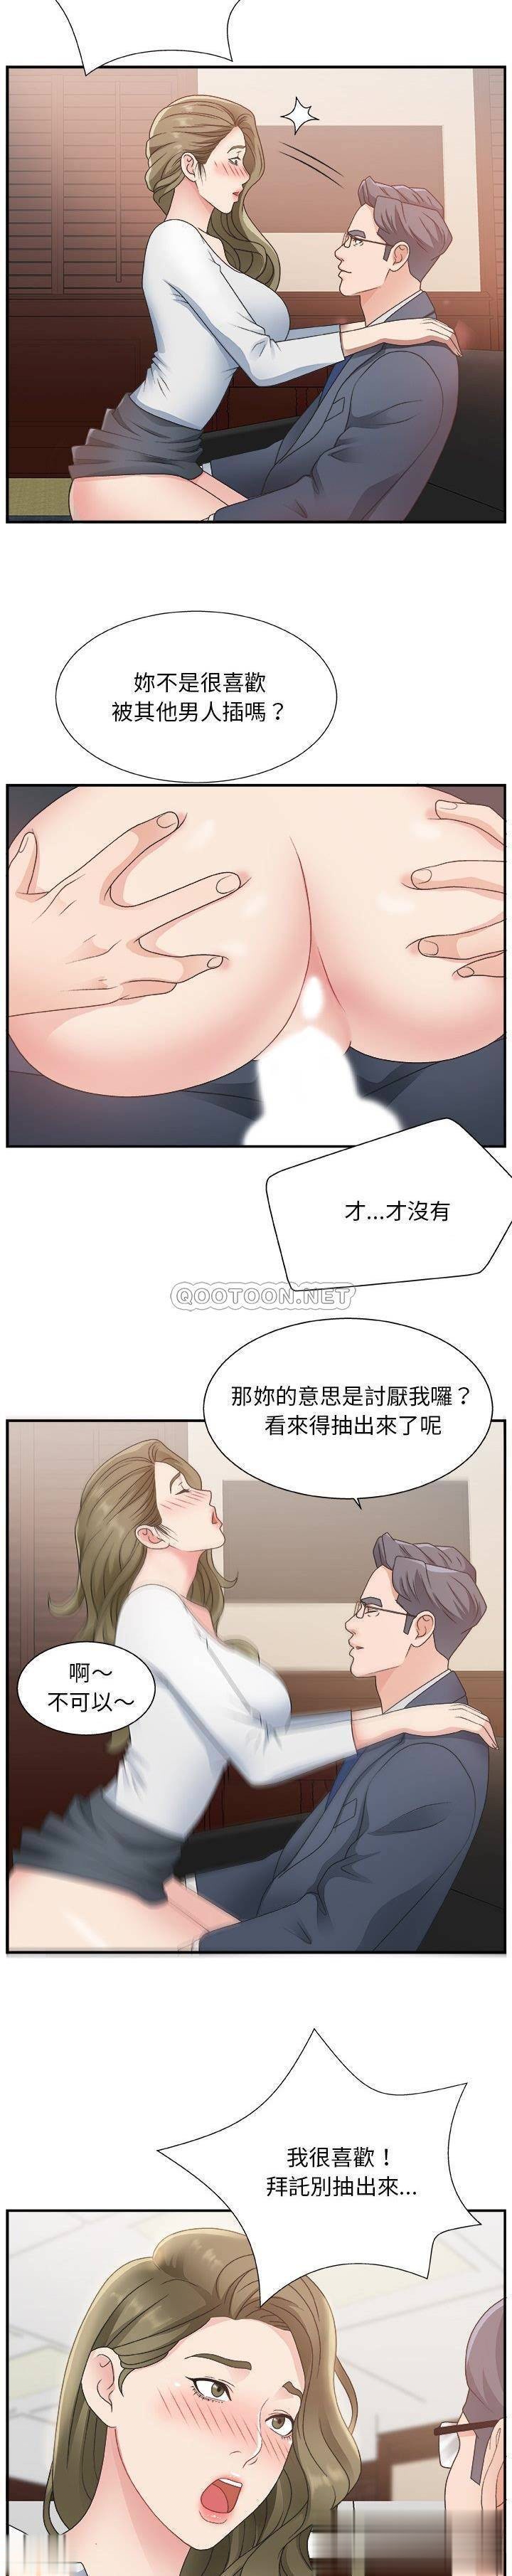 妳不是很喜歡
被其他男人插嗎？
才...才沒有
QOOTOON.NET
那妳的意思是討厭我囉？
看來得抽出來了呢
啊～
不可以～
我很喜歡！
拜託別抽出來...